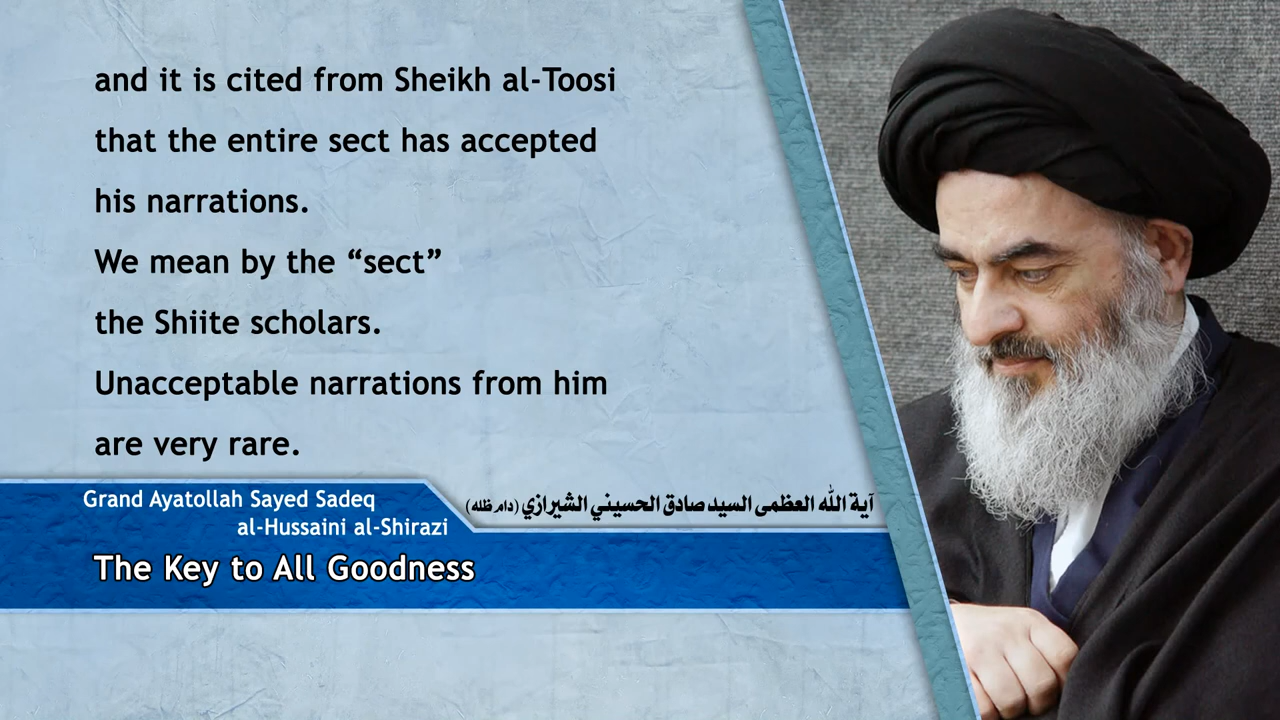 and it is cited from Sheikh al-Toosi
that the entire sect has accepted
his narrations.
We mean by the “sect”
the Shiite scholars.
Unacceptable narrations from him
are very rare.
Grand Ayatollah Sayed Sadeq
al-Hussaini al-Shirazi
آية الله العظمى السيد صادق الحسيني الشيرازي (دام ظله)
The Key to All Goodness